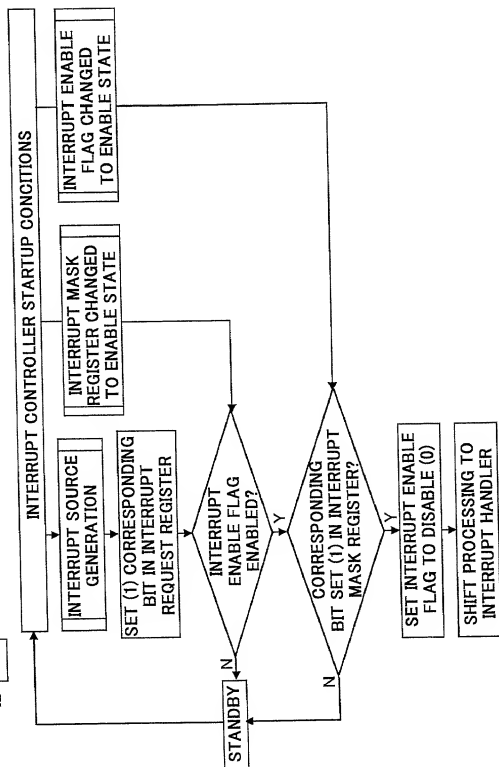 INTERRUPT CONTROLLER STARTUP CONCITIONS
INTERRUPT SOURCE
GENERATION
INTERRUPT MASK
REGISTER CHANGED
TO ENABLE STATE
INTERRUPT ENABLE
FLAG CHANGED
TO ENABLE STATE
SET (1) CORRESPONDING
BIT IN INTERRUPT
REQUEST REGISTER
INTERRUPT
ENABLE FLAG
ENABLED?
N
Y
STANDBY
CORRESPONDING
BIT SET (1) IN INTERRUPT
MASK REGISTER?
N
Y
SET INTERRUPT ENABLE
FLAG TO DISABLE (0)
SHIFT PROCESSING TO
INTERRUPT HANDLER